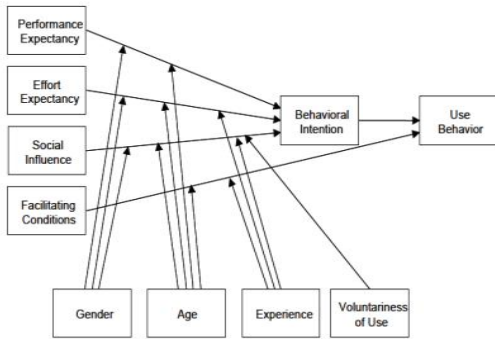 Performance
Expectancy
Effort
Expectancy
Social
Influence
Facilitating
Conditions
Behavioral
Intention
Use
Behavior
Gender
Age
Experience
Voluntariness
of Use